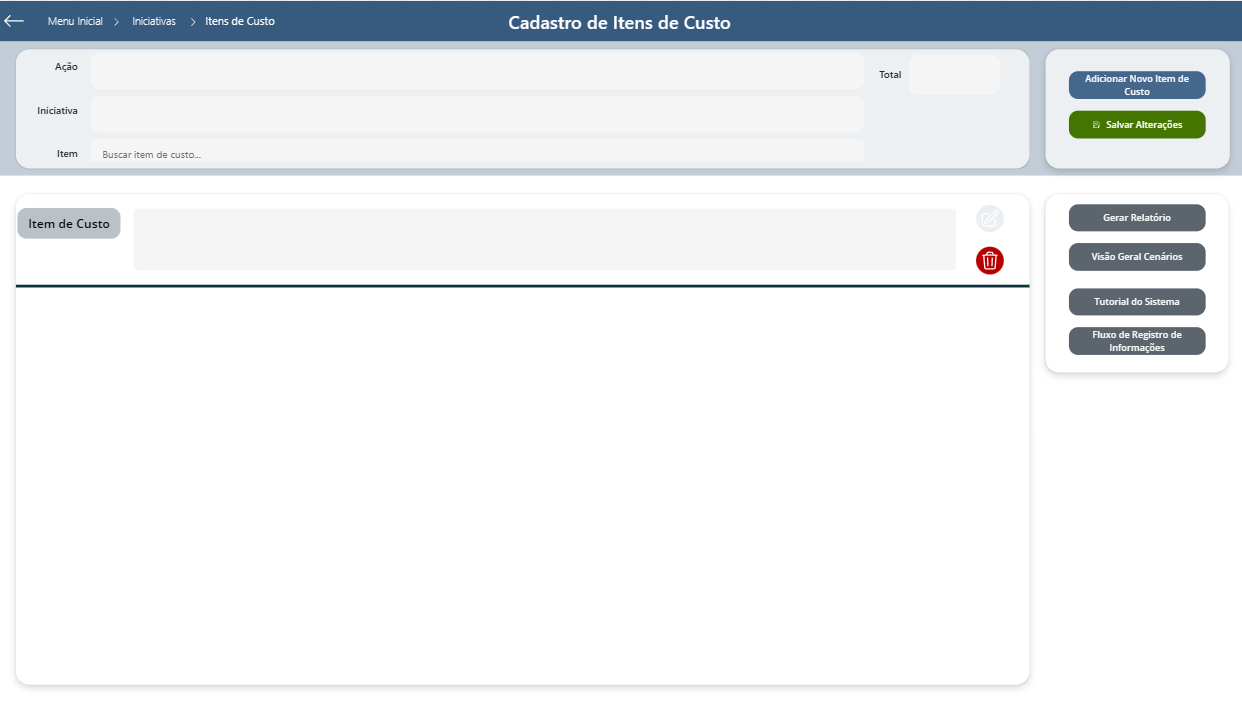 Menu Inicial > Iniciativas > Itens de Custo
Cadastro de Itens de Custo
Ação
Total
Iniciativa
Item
Buscar item de custo...
Adicionar Novo Item de
Custo
Salvar Alterações
Item de Custo
Gerar Relatório
Visão Geral Cenários
Tutorial do Sistema
Fluxo de Registro de
Informações